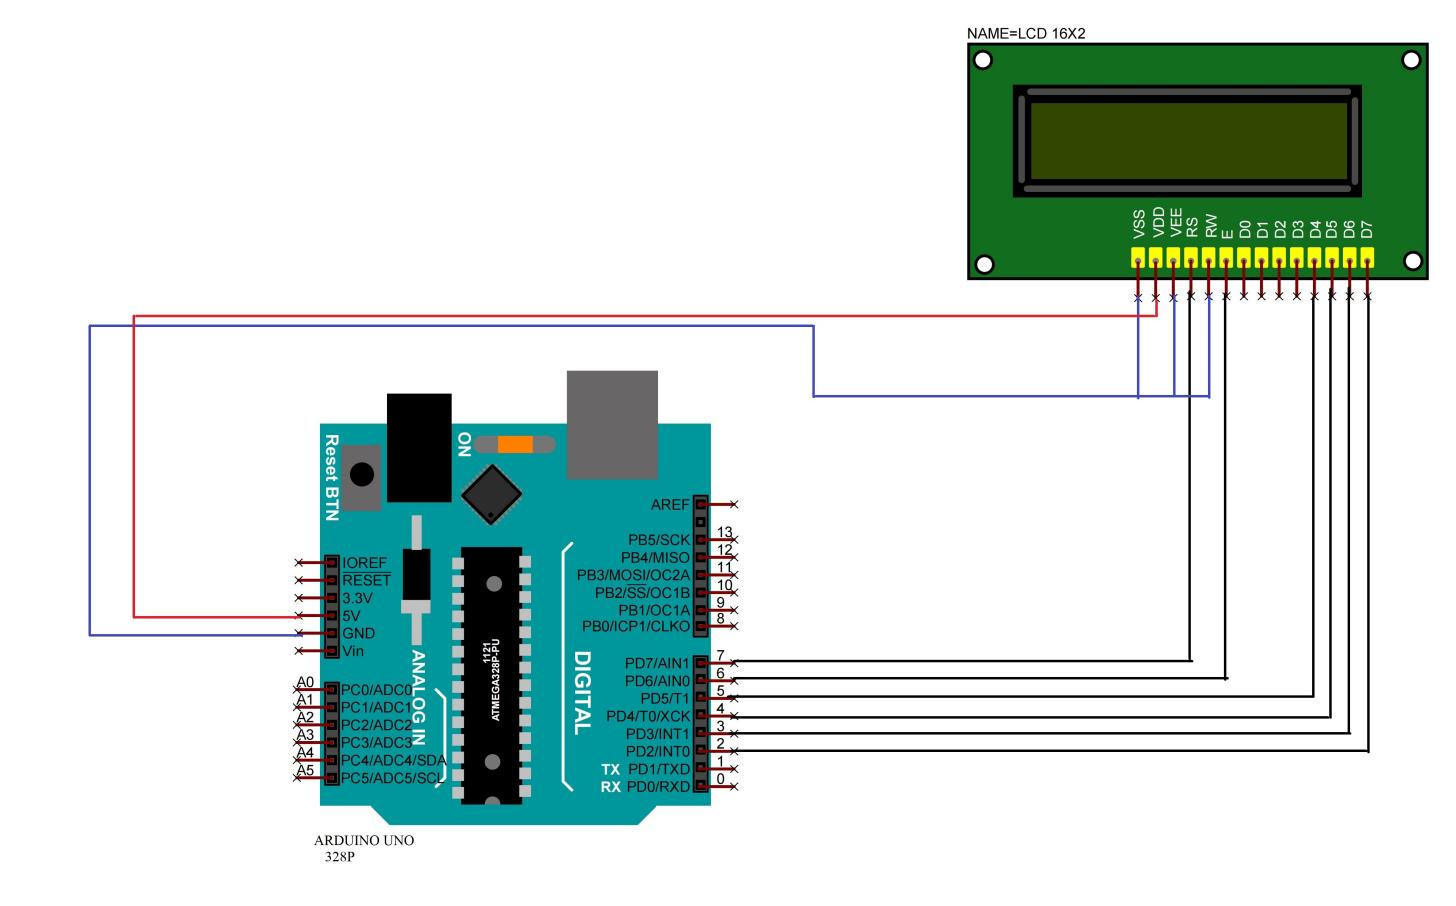 NAME=LCD 16X2
VSS
VDD
VEE
RS
RW
E
D0
D1
D2
D3
D4
D5
D6
D7
Reset BTN
ON
AREF
PB5/SCK 13
PB4/MISO 12
PB3/MOSI/OC2A 11
PB2/SS/OC1B 10
PB1/OC1A 9
PB0/ICP1/CLKO 8
IOREF
RESET
3.3V
5V
GND
Vin
1121
ATMEGA328P-PU
ANALOG IN
DIGITAL
PD7/AIN1 7
PD6/AIN0 6
PD5/T1 5
PD4/T0/XCK 4
PD3/INT1 3
PD2/INT0 2
TX PD1/TXD 1
RX PD0/RXD 0
A0 PC0/ADC0
A1 PC1/ADC1
A2 PC2/ADC2
A3 PC3/ADC3
A4 PC4/ADC4/SDA
A5 PC5/ADC5/SCL
ARDUINO UNO
328P